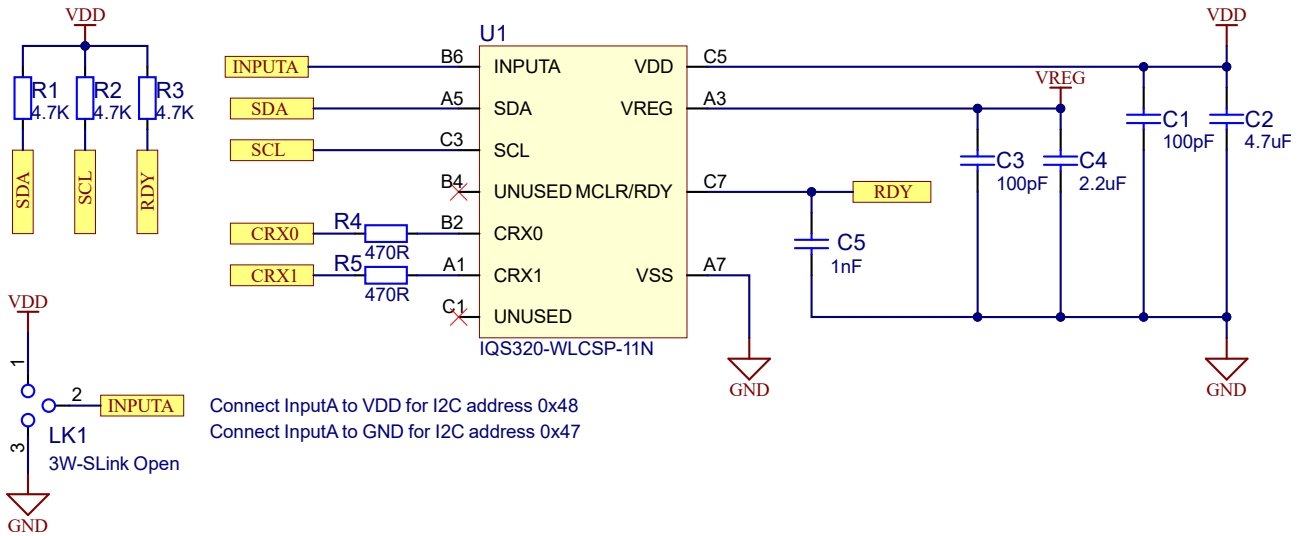 VDD
R1
4.7K
R2
4.7K
R3
4.7K
SDA
SCL
RDY
U1
INPUTA
B6
INPUTA
SDA
A5
SDA
SCL
C3
SCL
B4
UNUSED
CRX0
R4
470R
B2
CRX0
CRX1
R5
470R
A1
CRX1
C1
UNUSED
VDD
C5
VREG
A3
MCLR/RDY
C7
VSS
A7
IQS320-WLCSP-11N
VDD
VREG
C1
100pF
C2
4.7uF
C3
100pF
C4
2.2uF
RDY
C5
1nF
GND
GND
VDD
1
2
INPUTA
3
LK1
3W-SLink Open
GND
Connect InputA to VDD for I2C address 0x48
Connect InputA to GND for I2C address 0x47